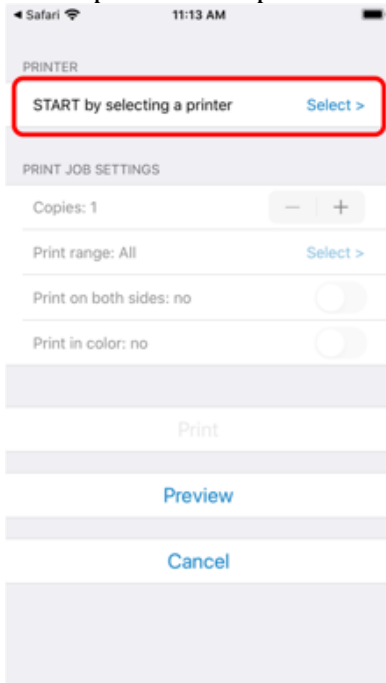 ◀ Safari 11:13 AM
PRINTER
START by selecting a printer Select >
PRINT JOB SETTINGS
Copies: 1 − +
Print range: All Select >
Print on both sides: no
Print in color: no
Print
Preview
Cancel